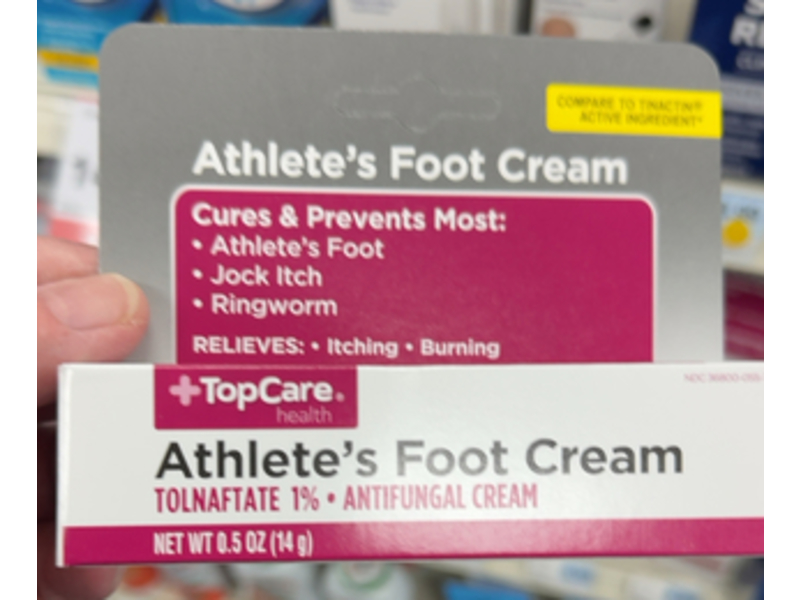 COMPARE TO TINACTIN®
ACTIVE INGREDIENT*
Athlete's Foot Cream
Cures & Prevents Most:
• Athlete's Foot
• Jock Itch
• Ringworm
RELIEVES: • Itching • Burning
TopCare®
health
Athlete's Foot Cream
TOLNAFTATE 1% • ANTIFUNGAL CREAM
NET WT 0.5 OZ (14 g)